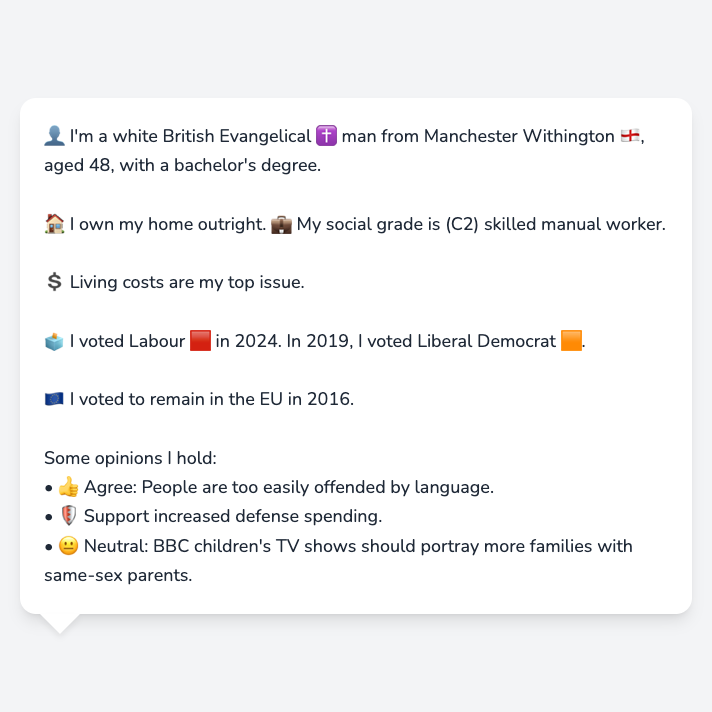 👤 I'm a white British Evangelical ✝️ man from Manchester Withington 🏴󠁧󠁢󠁥󠁮󠁧󠁿,
aged 48, with a bachelor's degree.
🏠 I own my home outright. 💼 My social grade is (C2) skilled manual worker.
💲 Living costs are my top issue.
🗳️ I voted Labour 🟥 in 2024. In 2019, I voted Liberal Democrat 🟧.
🇪🇺 I voted to remain in the EU in 2016.
Some opinions I hold:
• 👍 Agree: People are too easily offended by language.
• 🛡️ Support increased defense spending.
• 😐 Neutral: BBC children's TV shows should portray more families with
same-sex parents.